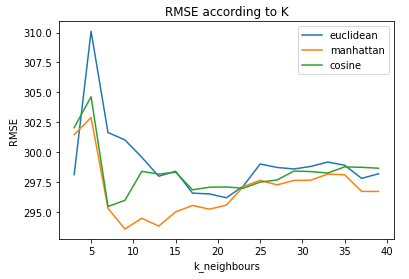 RMSE according to K
310.0
307.5
305.0
302.5
300.0
297.5
295.0
RMSE
euclidean
manhattan
cosine
5 10 15 20 25 30 35 40
k_neighbours